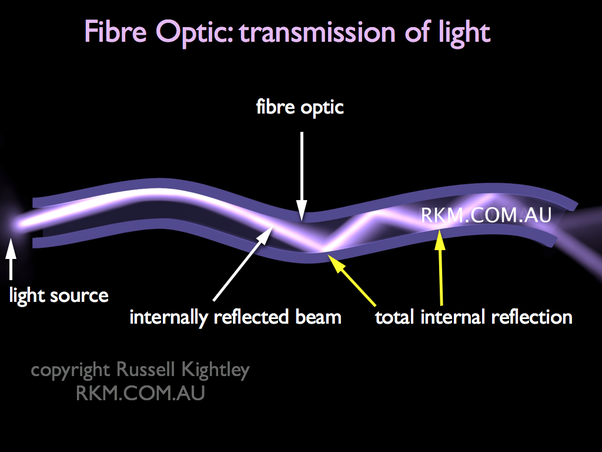 Fibre Optic: transmission of light
fibre optic
RKM.COM.AU
light source
internally reflected beam
total internal reflection
copyright Russell Kightley
RKM.COM.AU